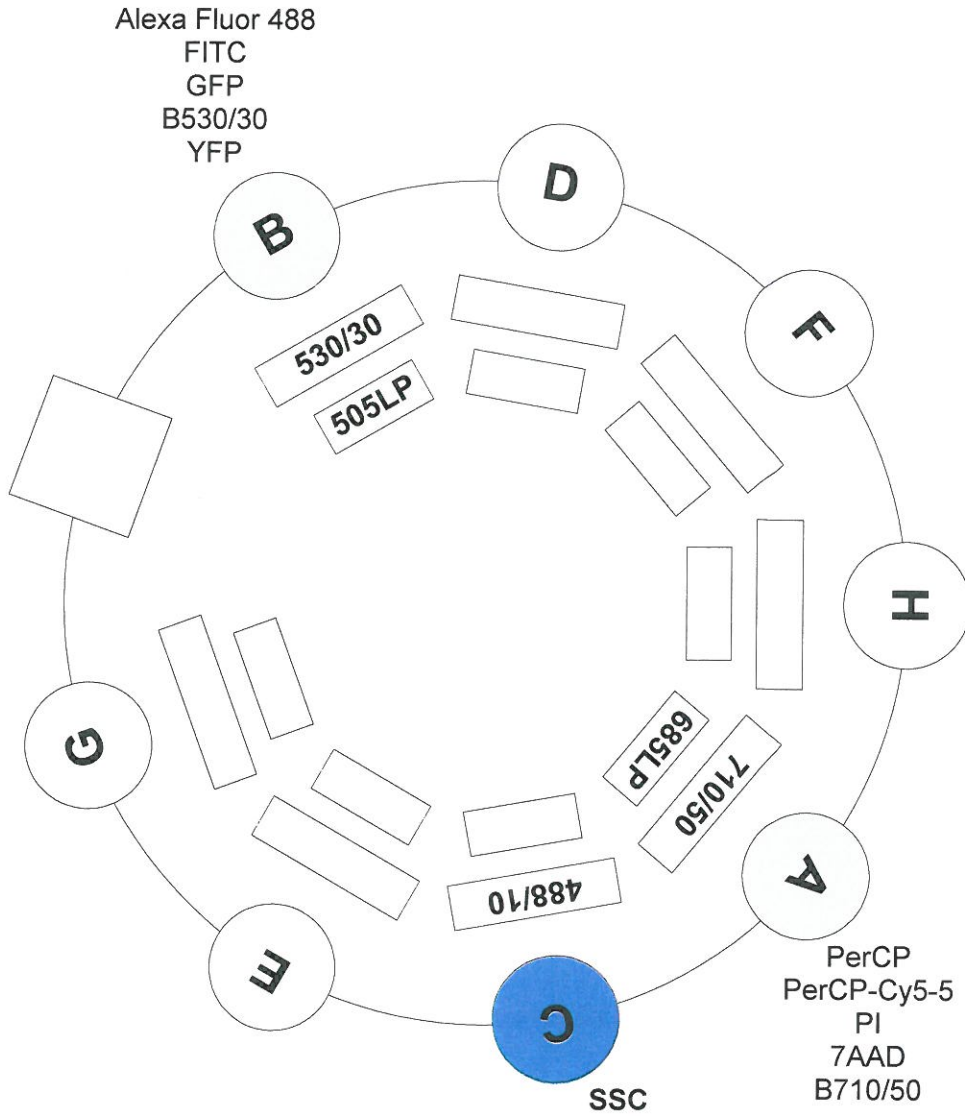 Alexa Fluor 488
FITC
GFP
B530/30
YFP
B
D
F
H
A
C
E
G
530/30
505LP
685LP
710/50
488/10
SSC
PerCP
PerCP-Cy5-5
PI
7AAD
B710/50